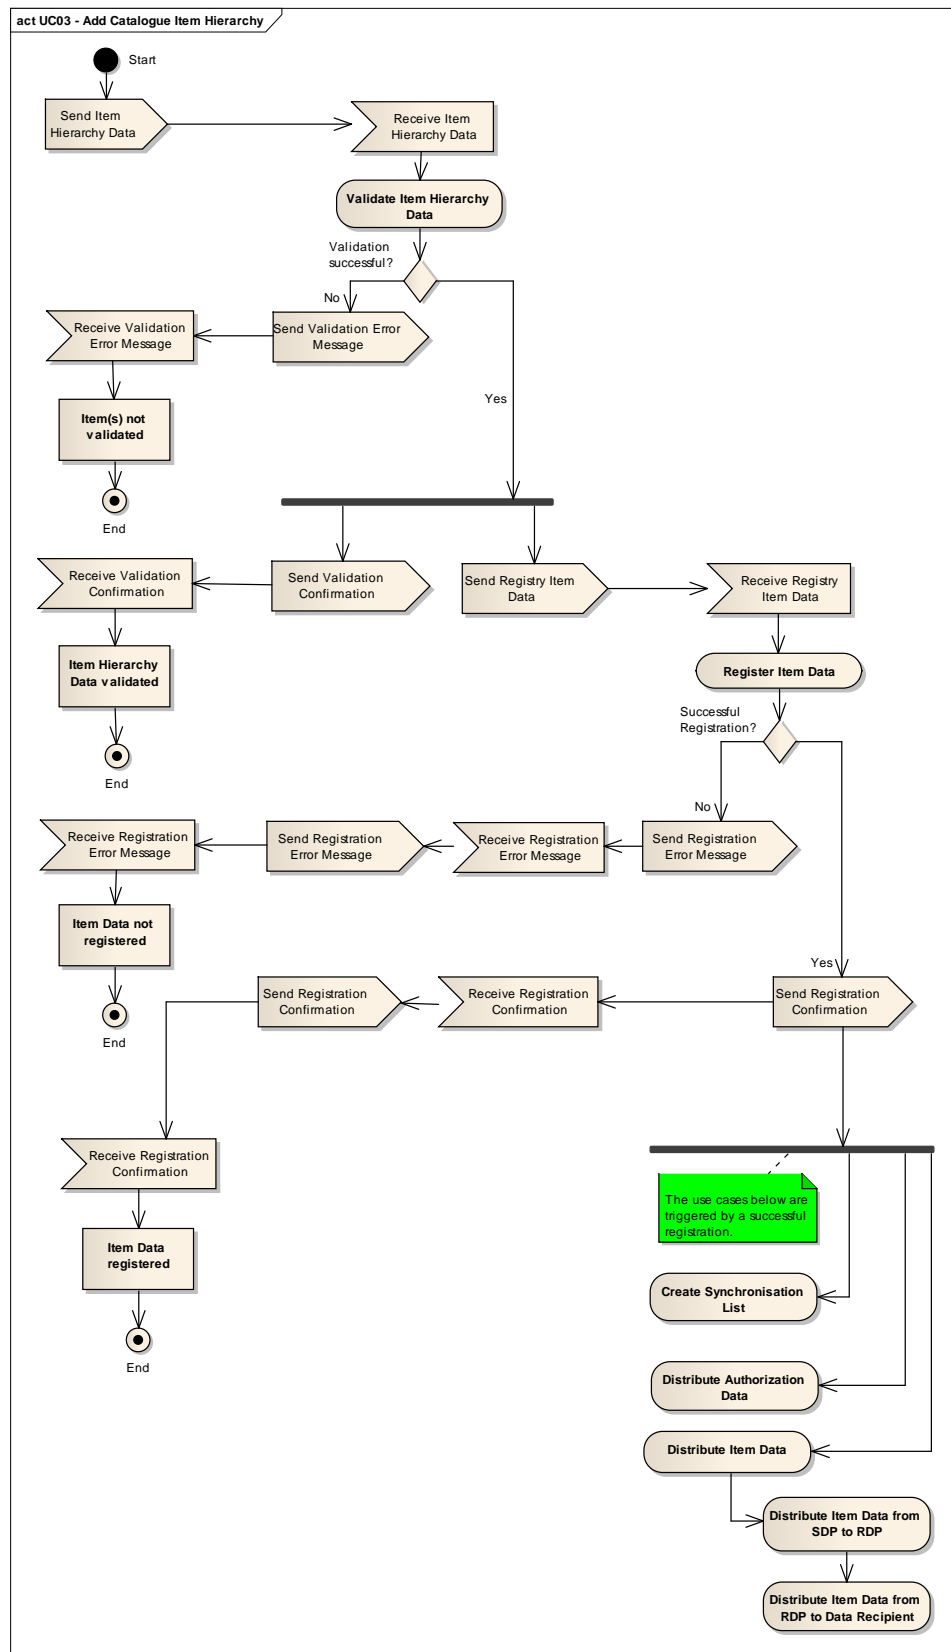 act UC03 - Add Catalogue Item Hierarchy
Start
Send Item
Hierarchy Data
Receive Item
Hierarchy Data
Validate Item Hierarchy
Data
Validation
successful?
No
Receive Validation
Error Message
Send Validation Error
Message
Yes
Item(s) not
validated
End
Receive Validation
Confirmation
Send Validation
Confirmation
Send Registry Item
Data
Receive Registry
Item Data
Item Hierarchy
Data validated
Register Item Data
Successful
Registration?
End
No
Receive Registration
Error Message
Send Registration
Error Message
Receive Registration
Error Message
Send Registration
Error Message
Item Data not
registered
Yes
Send Registration
Confirmation
Receive Registration
Confirmation
Send Registration
Confirmation
End
Receive Registration
Confirmation
The use cases below are
triggered by a successful
registration.
Item Data
registered
Create Synchronisation
List
End
Distribute Authorization
Data
Distribute Item Data
Distribute Item Data from
SDP to RDP
Distribute Item Data from
RDP to Data Recipient